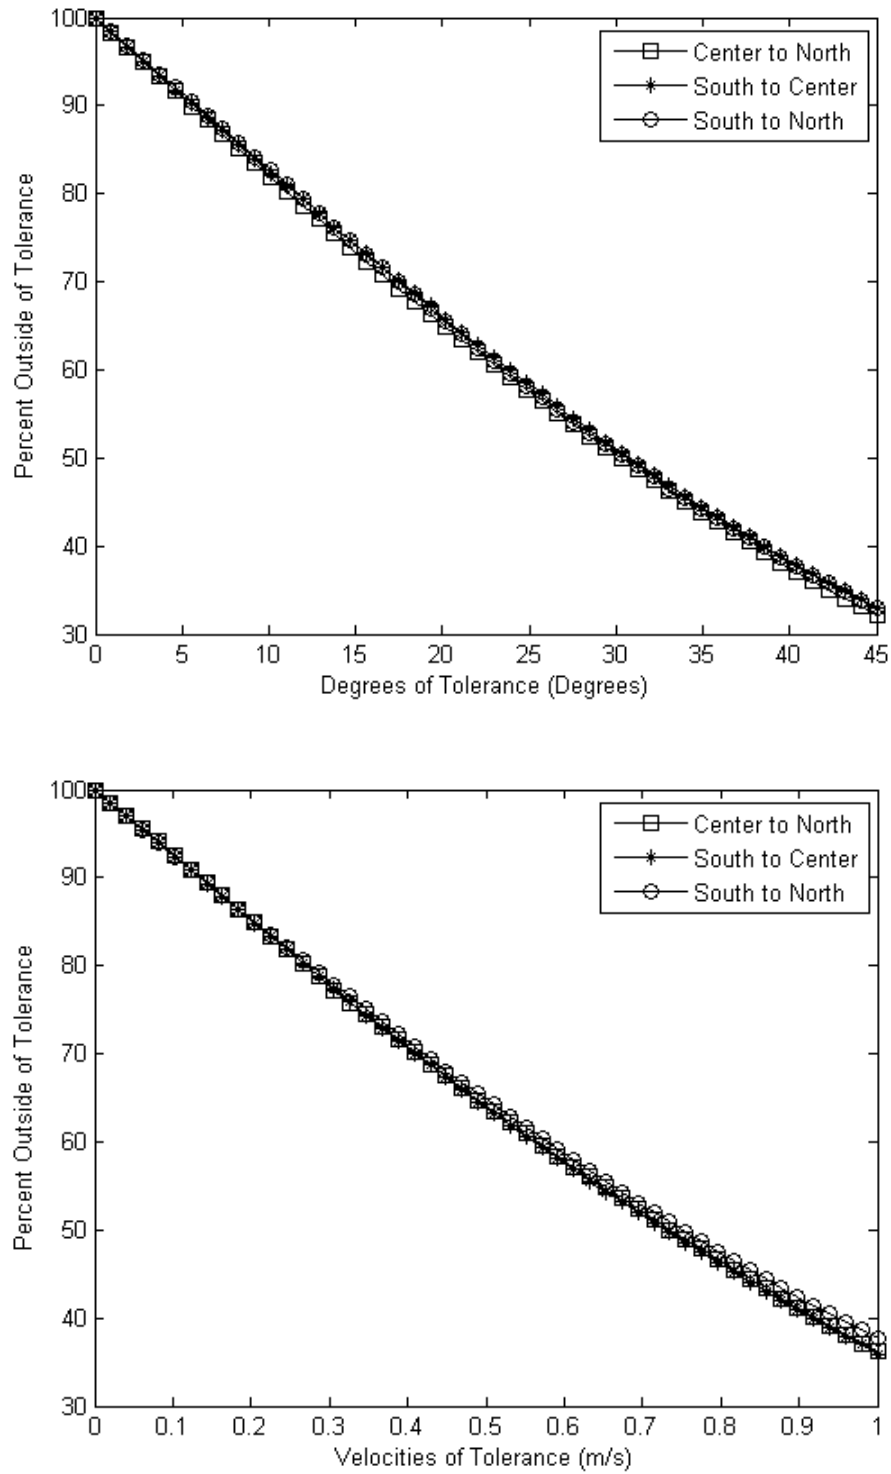 100
90
80
70
60
50
40
30
Percent Outside of Tolerance
Center to North
South to Center
South to North
0 5 10 15 20 25 30 35 40 45
Degrees of Tolerance (Degrees)
100
90
80
70
60
50
40
30
Percent Outside of Tolerance
Center to North
South to Center
South to North
0 0.1 0.2 0.3 0.4 0.5 0.6 0.7 0.8 0.9 1
Velocities of Tolerance (m/s)